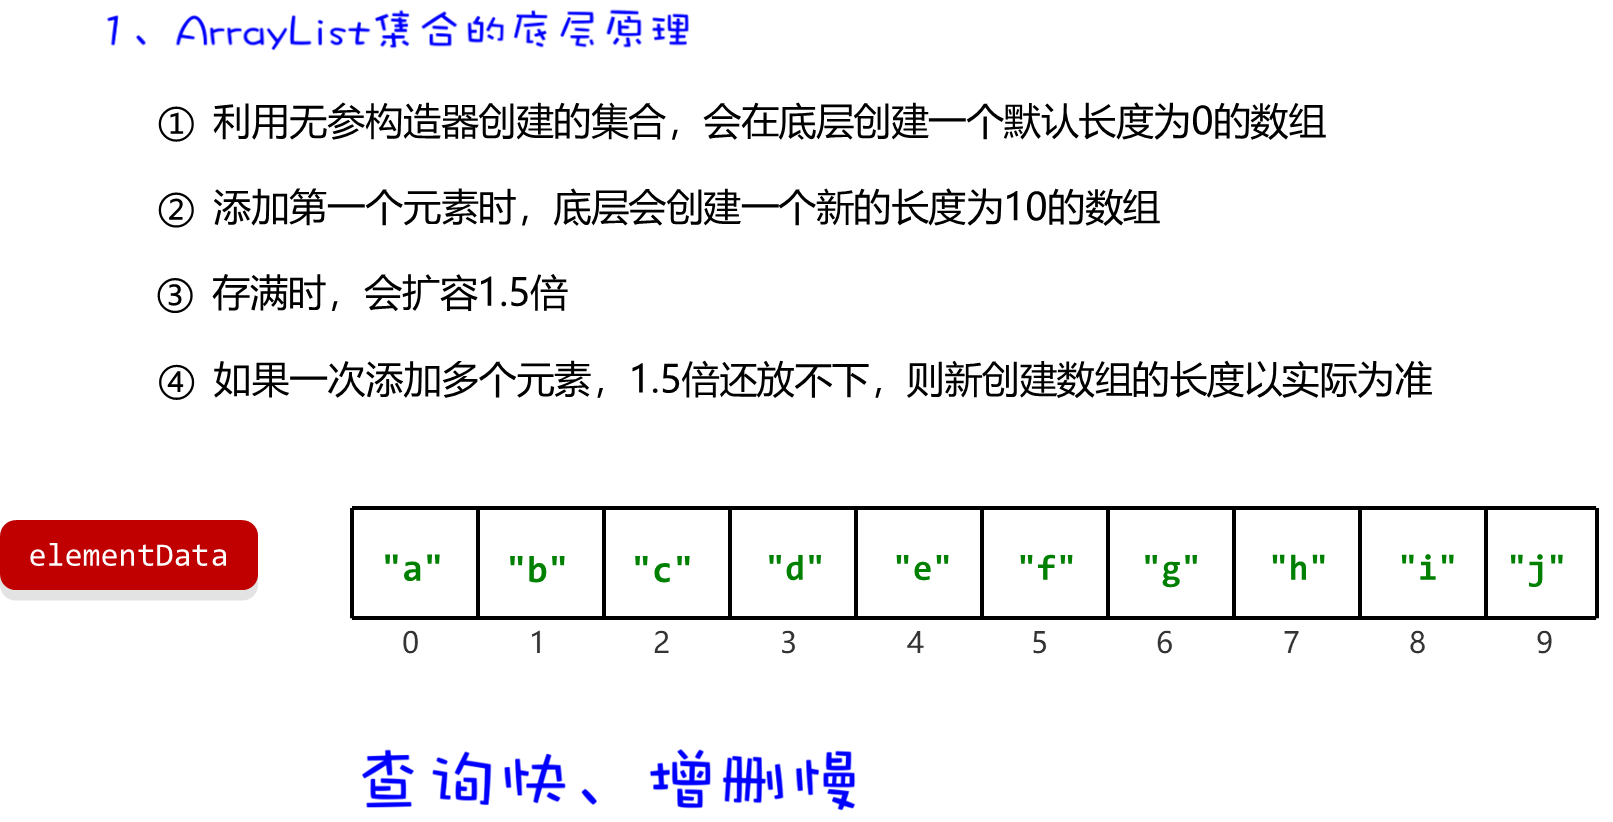 1、ArrayList集合的底层原理
① 利用无参构造器创建的集合，会在底层创建一个默认长度为0的数组
② 添加第一个元素时，底层会创建一个新的长度为10的数组
③ 存满时，会扩容1.5倍
④ 如果一次添加多个元素，1.5倍还放不下，则新创建数组的长度以实际为准
elementData "a" "b" "c" "d" "e" "f" "g" "h" "i" "j"
0 1 2 3 4 5 6 7 8 9
查询快、增删慢